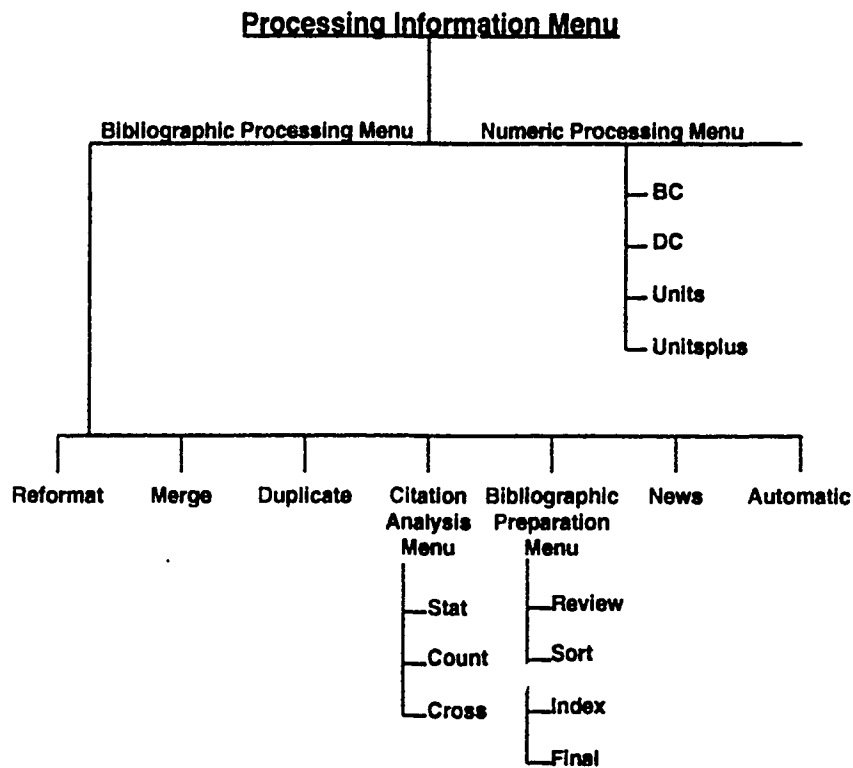 Processing Information Menu
Bibliographic Processing Menu
Numeric Processing Menu
BC
DC
Units
Unitsplus
Reformat
Merge
Duplicate
Citation
Analysis
Menu
Bibliographic
Preparation
Menu
News
Automatic
Stat
Count
Cross
Review
Sort
Index
Final